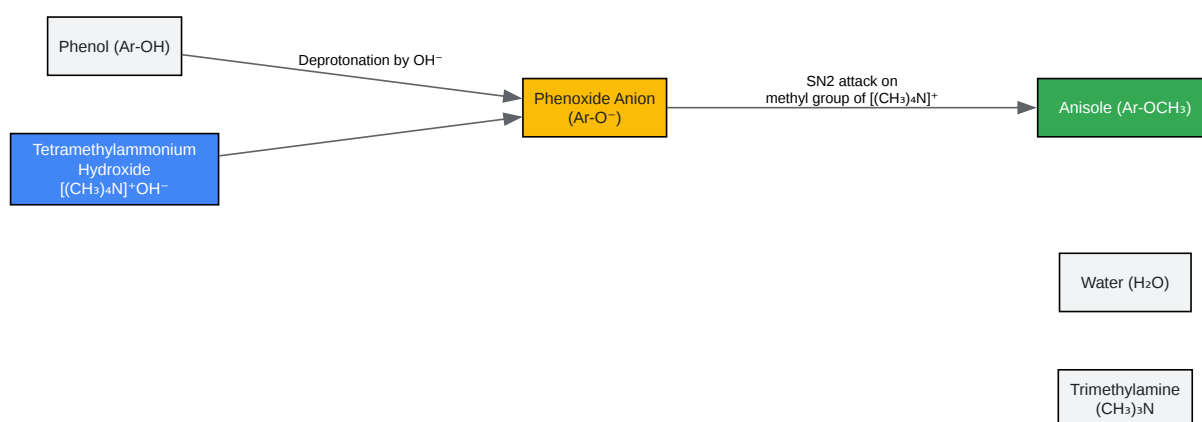 Phenol (Ar-OH)
Deprotonation by OH⁻
Tetramethylammonium
Hydroxide
[(CH₃)₄N]⁺OH⁻
Phenoxide Anion
(Ar-O⁻)
SN2 attack on
methyl group of [(CH₃)₄N]⁺
Anisole (Ar-OCH₃)
Water (H₂O)
Trimethylamine
(CH₃)₃N